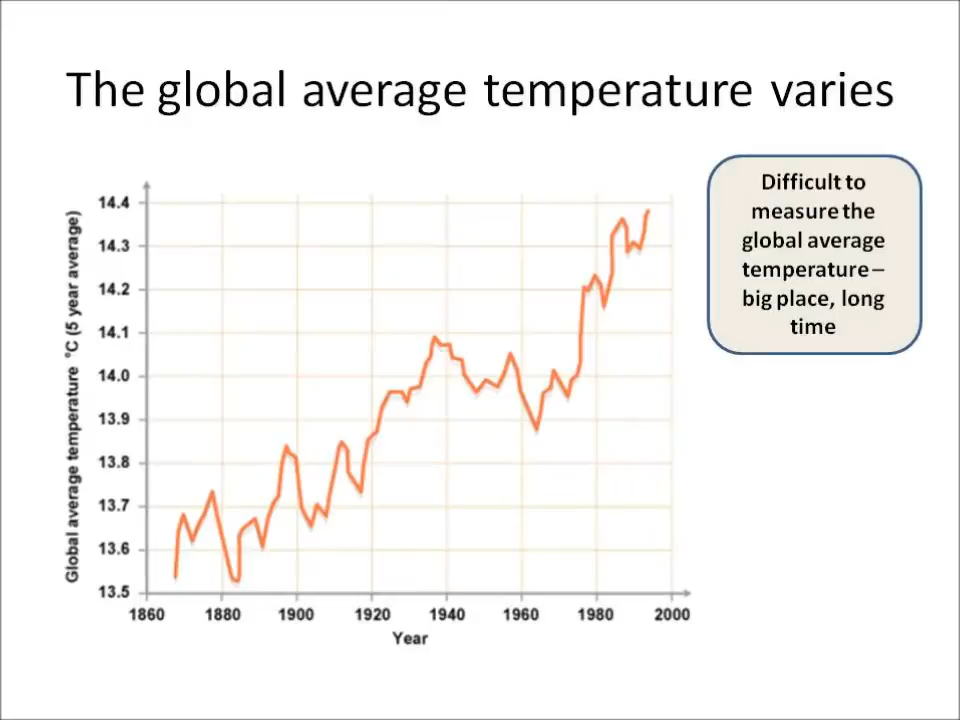 The global average temperature varies
Difficult to
measure the
global average
temperature –
big place, long
time
Global average temperature °C (5 year average)
14.4
14.3
14.2
14.1
14.0
13.9
13.8
13.7
13.6
13.5
1860 1880 1900 1920 1940 1960 1980 2000
Year